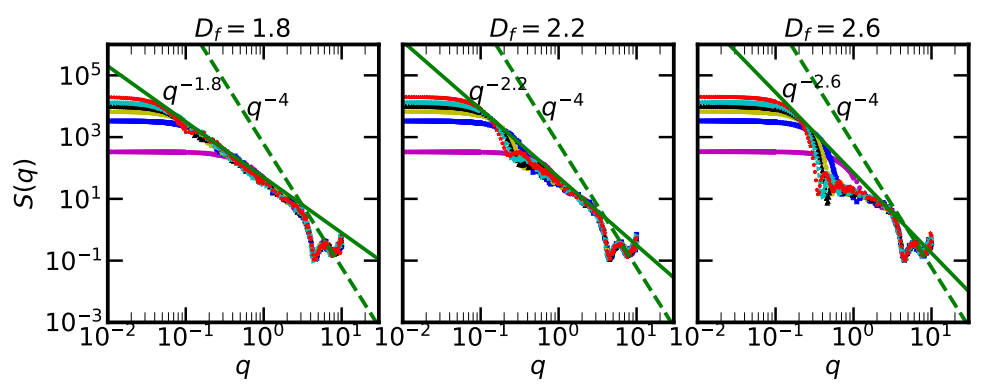 D_f = 1.8
D_f = 2.2
D_f = 2.6
S(q)
10^5
10^3
10^1
10^−1
10^−3
q^−1.8
q^−4
q^−2.2
q^−4
q^−2.6
q^−4
10^−2 10^−1 10^0 10^1
10^−2 10^−1 10^0 10^1
10^−2 10^−1 10^0 10^1
q
q
q